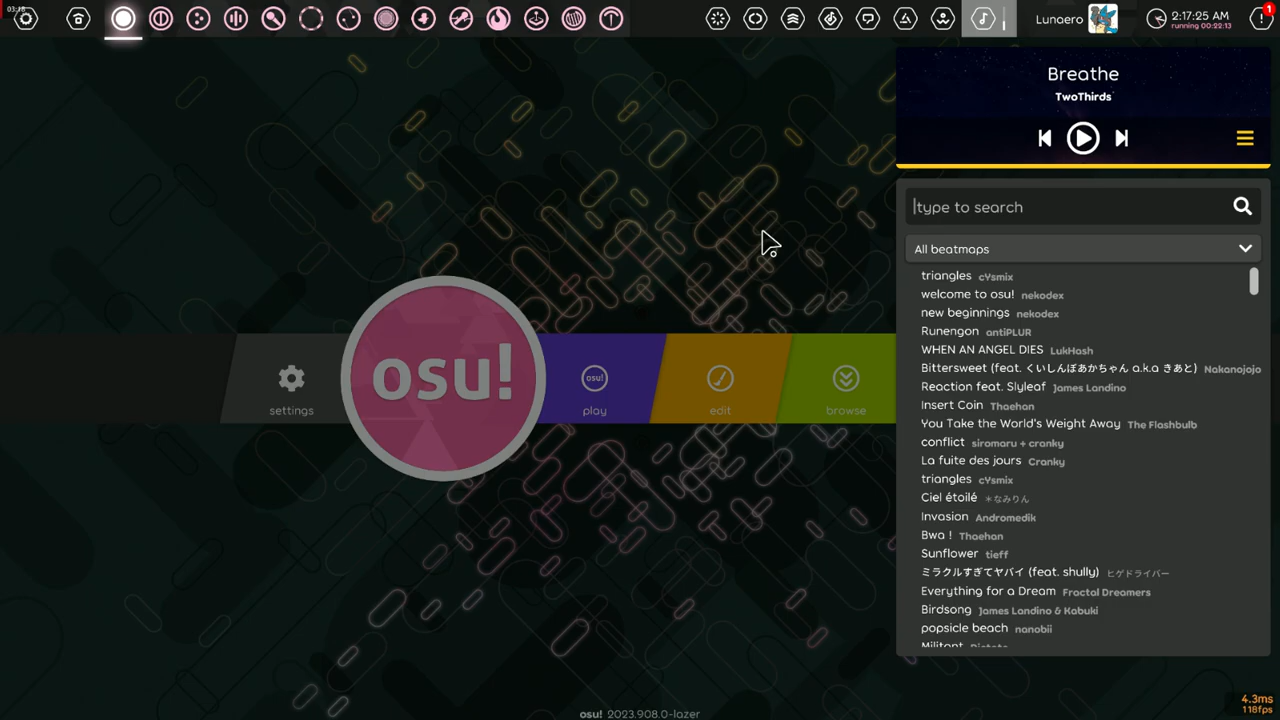 03:18
Lunaero
2:17:25 AM
running 00:22:13
1
Breathe
TwoThirds
type to search
All beatmaps
triangles cYsmix
welcome to osu! nekodex
new beginnings nekodex
Runengon antiPLUR
WHEN AN ANGEL DIES LukHash
Bittersweet (feat. くいしんぼあかちゃん a.k.a きあと) Nakanojojo
Reaction feat. Slyleaf James Landino
Insert Coin Thaehan
You Take the World's Weight Away The Flashbulb
conflict siromaru + cranky
La fuite des jours Cranky
triangles cYsmix
Ciel étoilé *なみりん
Invasion Andromedik
Bwa ! Thaehan
Sunflower tieff
ミラクルすぎてヤバイ (feat. shully) ヒゲドライバー
Everything for a Dream Fractal Dreamers
Birdsong James Landino & Kabuki
popsicle beach nanobii
settings
osu!
osu!
play
edit
browse
osu! 2023.908.0-lazer
4.3ms
118fps